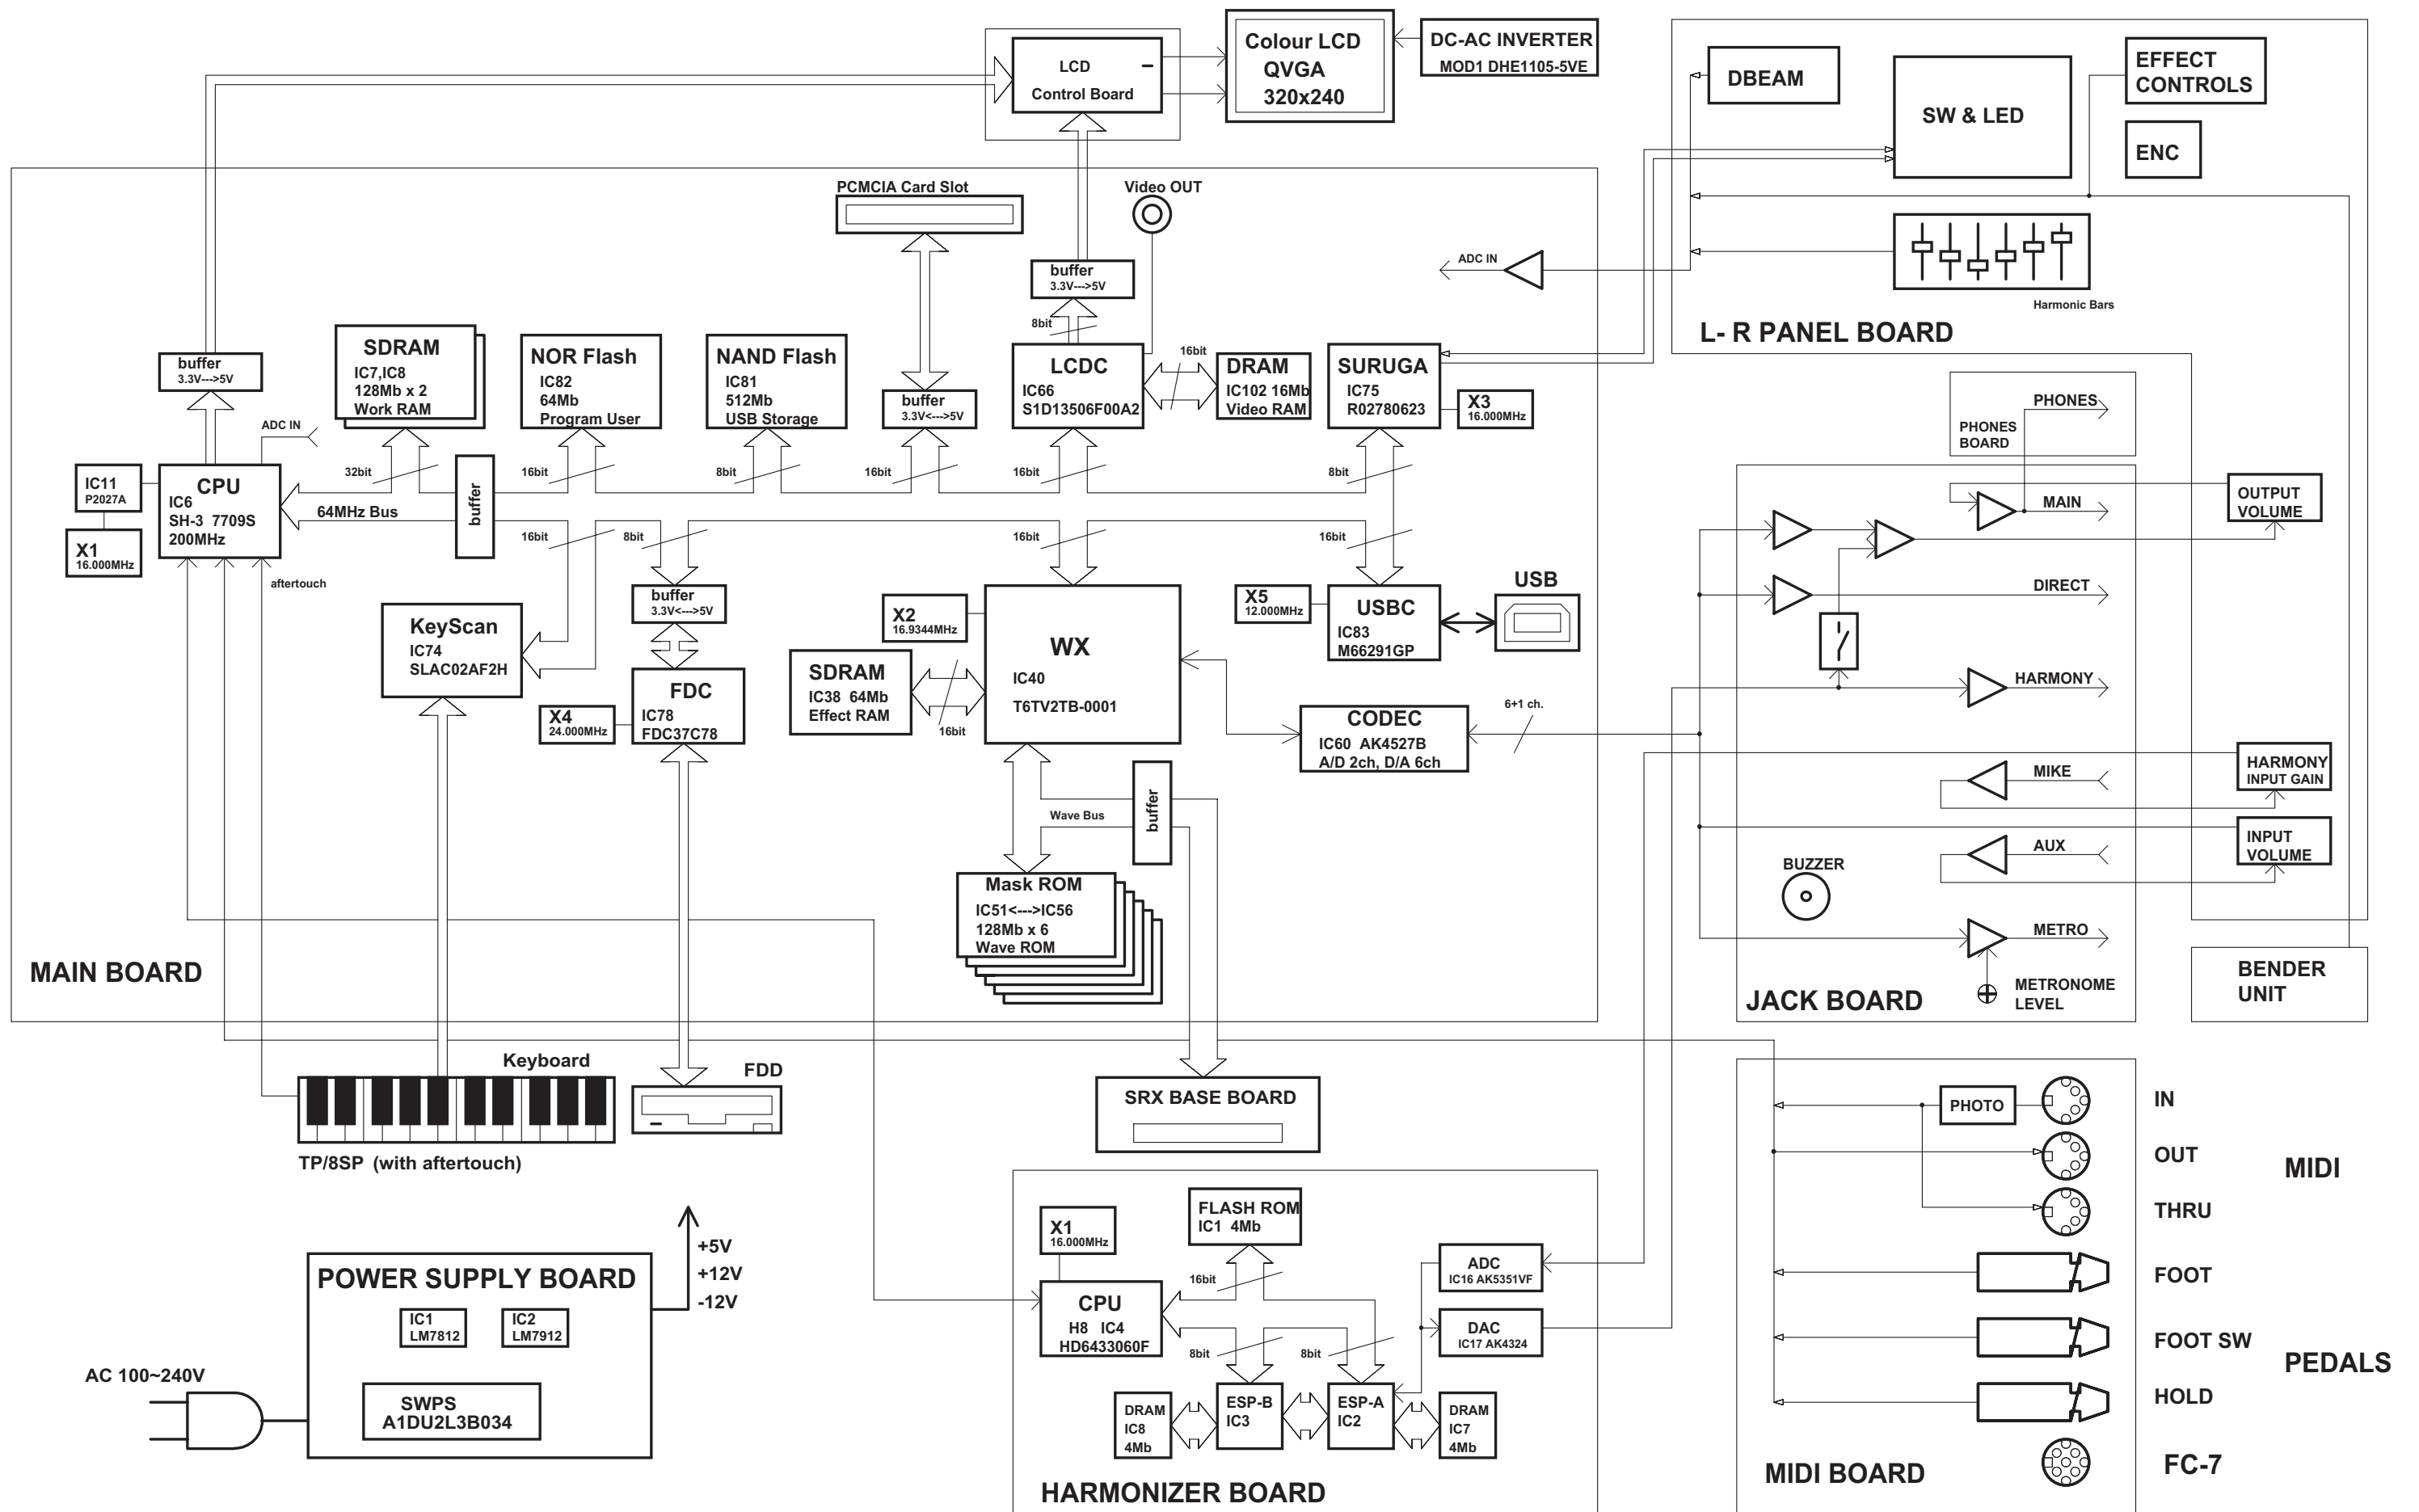 LCD
Control Board
Colour LCD
QVGA
320x240
DC-AC INVERTER
MOD1 DHE1105-5VE
DBEAM
SW & LED
EFFECT
CONTROLS
ENC
Harmonic Bars
L- R PANEL BOARD
PCMCIA Card Slot
Video OUT
buffer
3.3V--->5V
8bit
ADC IN
buffer
3.3V--->5V
SDRAM
IC7,IC8
128Mb x 2
Work RAM
NOR Flash
IC82
64Mb
Program User
NAND Flash
IC81
512Mb
USB Storage
buffer
3.3V<--->5V
LCDC
IC66
S1D13506F00A2
16bit
DRAM
IC102 16Mb
Video RAM
SURUGA
IC75
R02780623
X3
16.000MHz
ADC IN
IC11
P2027A
X1
16.000MHz
CPU
IC6
SH-3 7709S
200MHz
32bit
64MHz Bus
buffer
16bit
8bit
16bit
16bit
8bit
16bit
8bit
16bit
16bit
aftertouch
KeyScan
IC74
SLAC02AF2H
buffer
3.3V<--->5V
FDC
IC78
FDC37C78
X4
24.000MHz
X2
16.9344MHz
SDRAM
IC38 64Mb
Effect RAM
16bit
WX
IC40
T6TV2TB-0001
X5
12.000MHz
USBC
IC83
M66291GP
USB
CODEC
IC60 AK4527B
A/D 2ch, D/A 6ch
6+1 ch.
Wave Bus
buffer
Mask ROM
IC51<--->IC56
128Mb x 6
Wave ROM
MAIN BOARD
PHONES
PHONES
BOARD
MAIN
OUTPUT
VOLUME
DIRECT
HARMONY
MIKE
HARMONY
INPUT GAIN
AUX
INPUT
VOLUME
BUZZER
METRO
METRONOME
LEVEL
JACK BOARD
BENDER
UNIT
Keyboard
TP/8SP (with aftertouch)
FDD
SRX BASE BOARD
PHOTO
IN
OUT
THRU
MIDI
FOOT
FOOT SW
HOLD
PEDALS
FC-7
MIDI BOARD
+5V
+12V
-12V
POWER SUPPLY BOARD
IC1
LM7812
IC2
LM7912
AC 100~240V
SWPS
A1DU2L3B034
X1
16.000MHz
FLASH ROM
IC1 4Mb
16bit
CPU
H8 IC4
HD6433060F
8bit
8bit
ADC
IC16 AK5351VF
DAC
IC17 AK4324
DRAM
IC8
4Mb
ESP-B
IC3
ESP-A
IC2
DRAM
IC7
4Mb
HARMONIZER BOARD